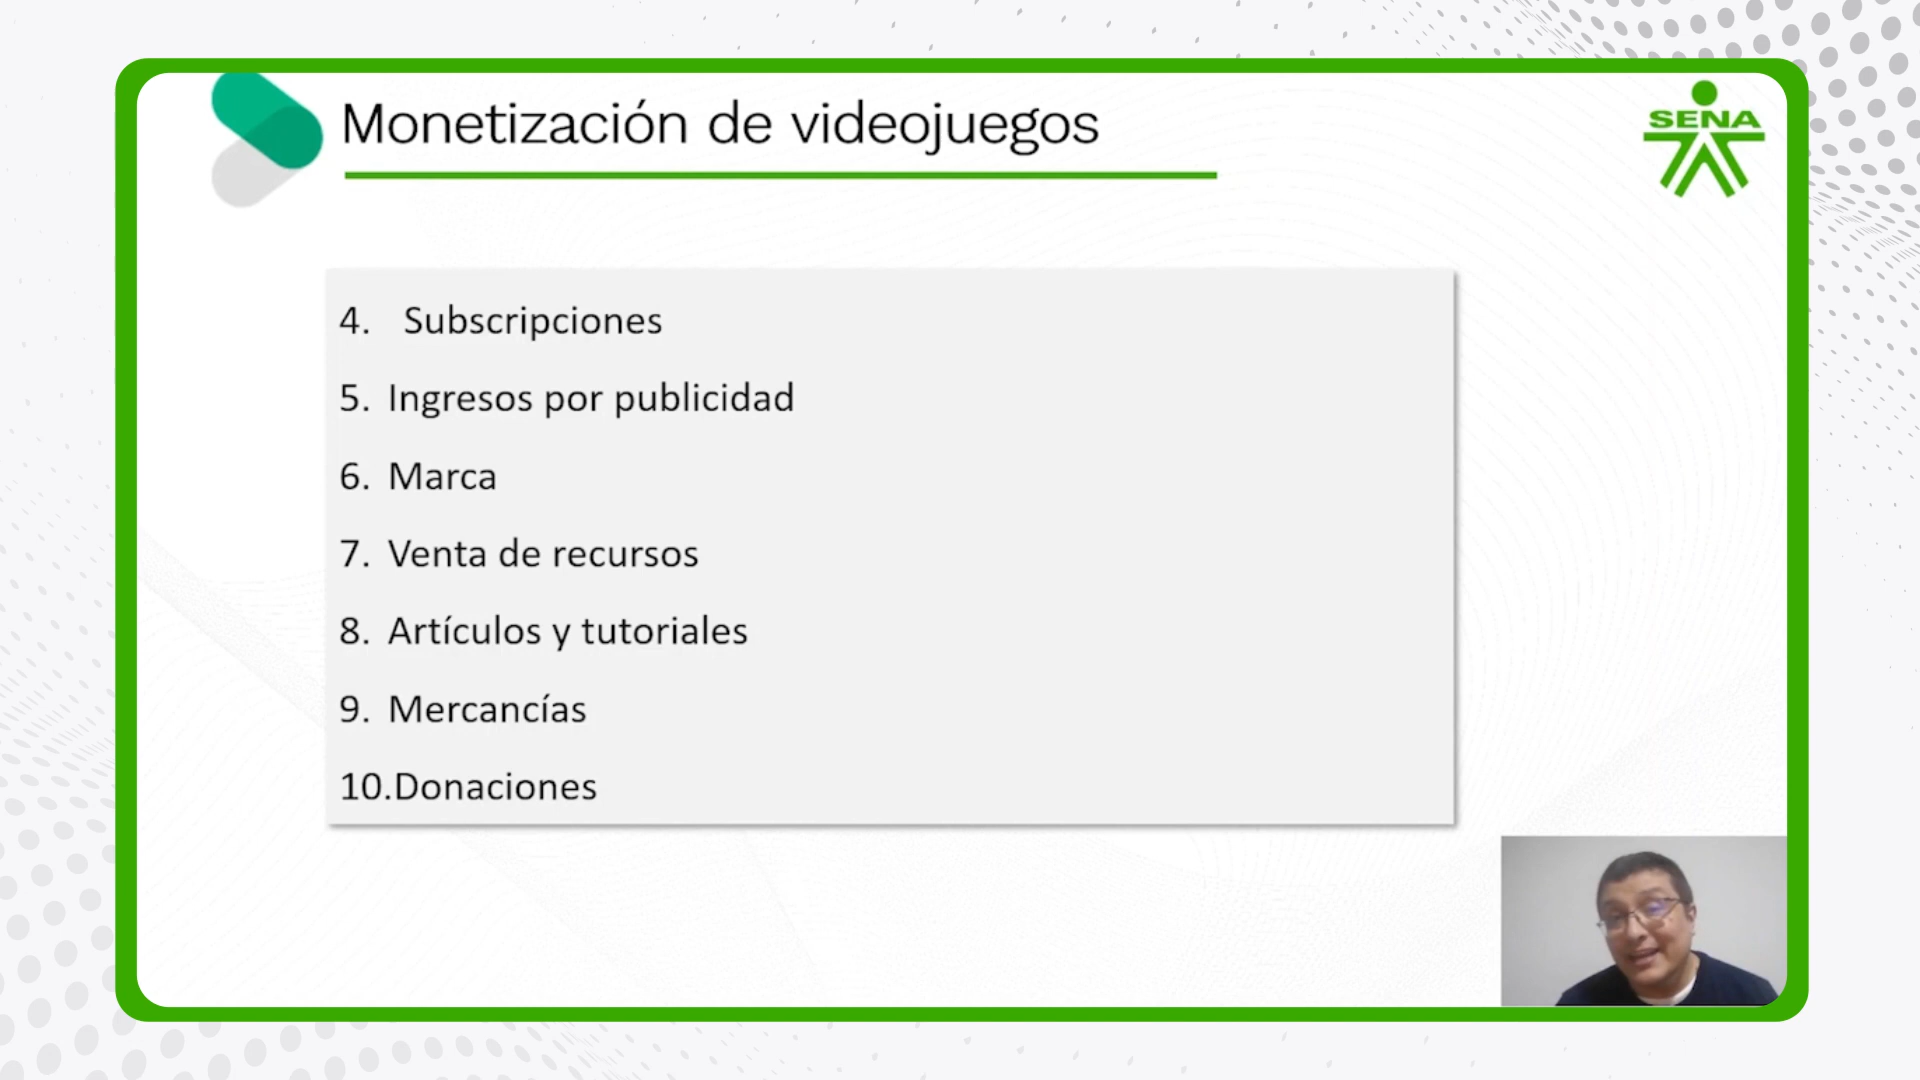 Monetización de videojuegos
SENA
4. Subscripciones
5. Ingresos por publicidad
6. Marca
7. Venta de recursos
8. Artículos y tutoriales
9. Mercancías
10.Donaciones